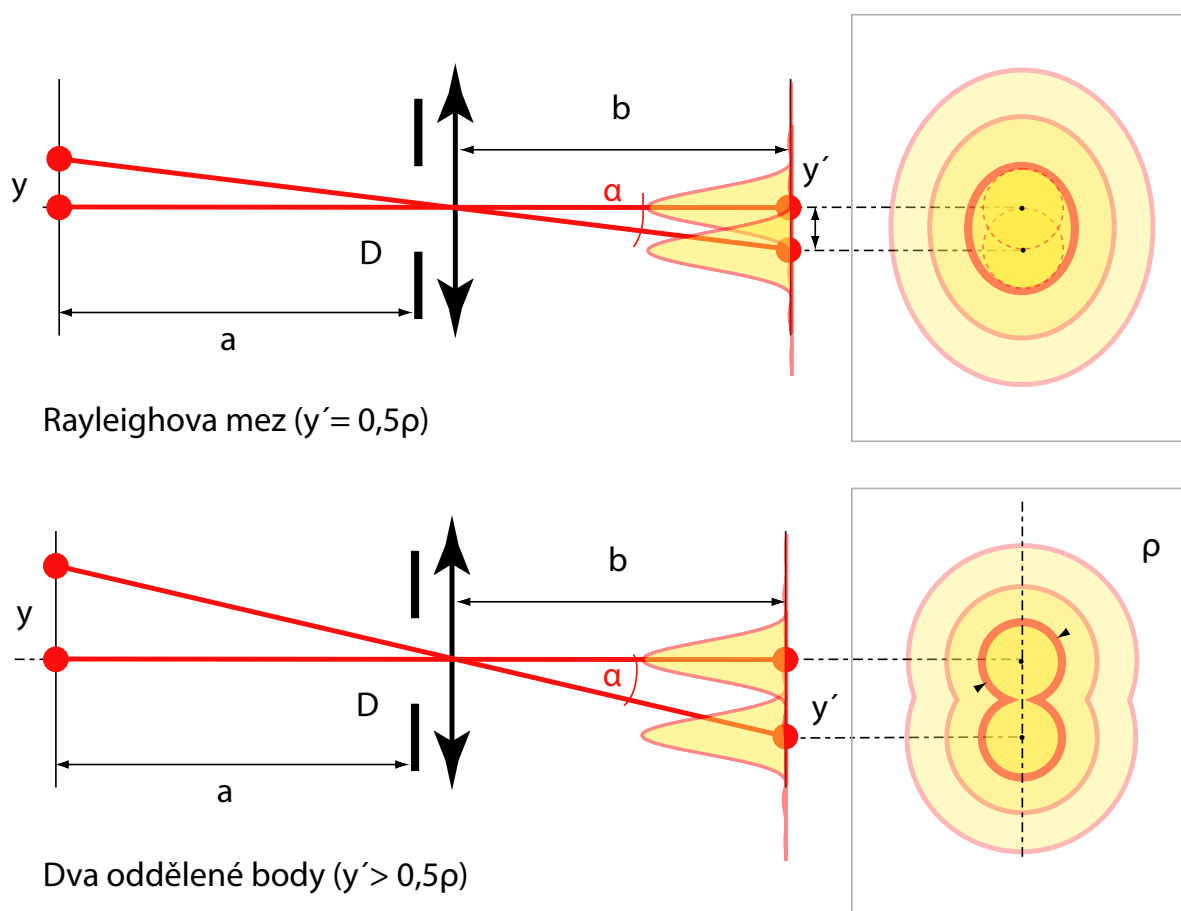 b
y
y´
α
D
a
Rayleighova mez (y´= 0,5ρ)
ρ
b
y
α
y´
D
a
Dva oddělené body (y´> 0,5ρ)